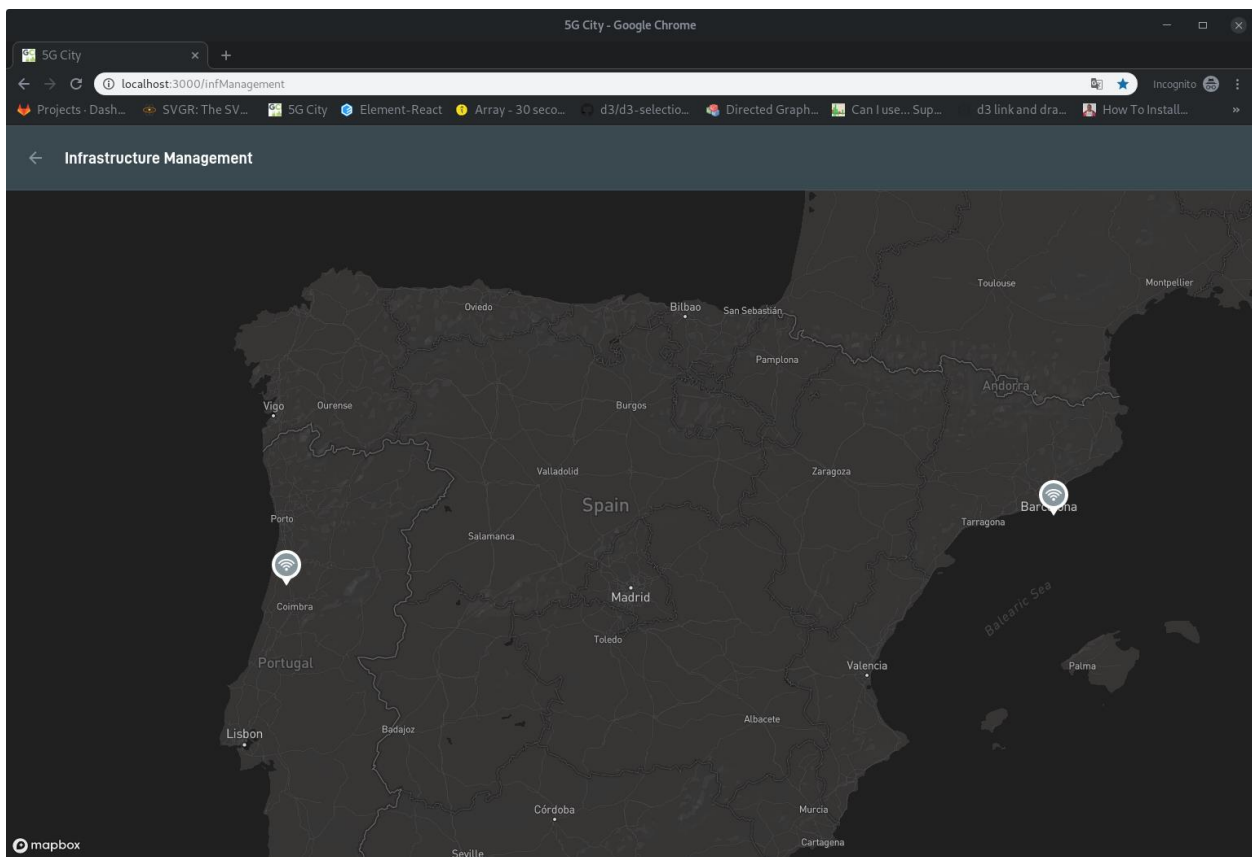 5G City - Google Chrome
5G City
localhost:3000/infManagement
Incognito
Projects · Dash...
SVGR: The SV...
5G City
Element-React
Array - 30 seco...
d3/d3-selectio...
Directed Graph...
Can I use... Sup...
d3 link and dra...
How To Install...
»
Infrastructure Management
Toulouse
Montpellier
Oviedo
Bilbao
San Sebastián
Pamplona
Andorra
Vigo
Ourense
Burgos
Valladolid
Zaragoza
Spain
Barcelona
Porto
Tarragona
Salamanca
Madrid
Coimbra
Balearic Sea
Toledo
Portugal
Valencia
Palma
Albacete
Badajoz
Lisbon
Córdoba
Murcia
mapbox
Cartagena
Seville